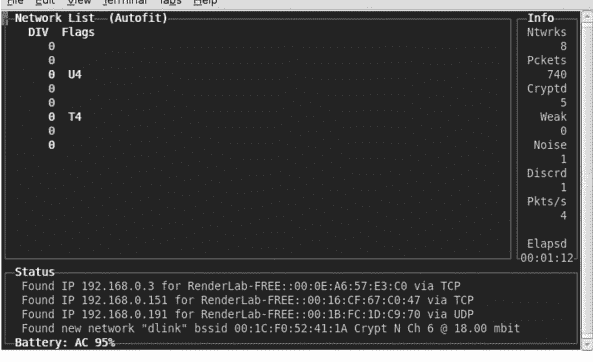 File Edit View Terminal Tabs Help
Network List (Autofit)
DIV Flags
0
0
0 U4
0
0
0 T4
0
0
Info
Ntwrks
8
Pckets
740
Cryptd
5
Weak
0
Noise
1
Discrd
1
Pkts/s
4
Elapsd
00:01:12
Status
Found IP 192.168.0.3 for RenderLab-FREE::00:0E:A6:57:E3:C0 via TCP
Found IP 192.168.0.151 for RenderLab-FREE::00:16:CF:67:C0:47 via TCP
Found IP 192.168.0.191 for RenderLab-FREE::00:1B:FC:1D:C9:70 via UDP
Found new network "dlink" bssid 00:1C:F0:52:41:1A Crypt N Ch 6 @ 18.00 mbit
Battery: AC 95%